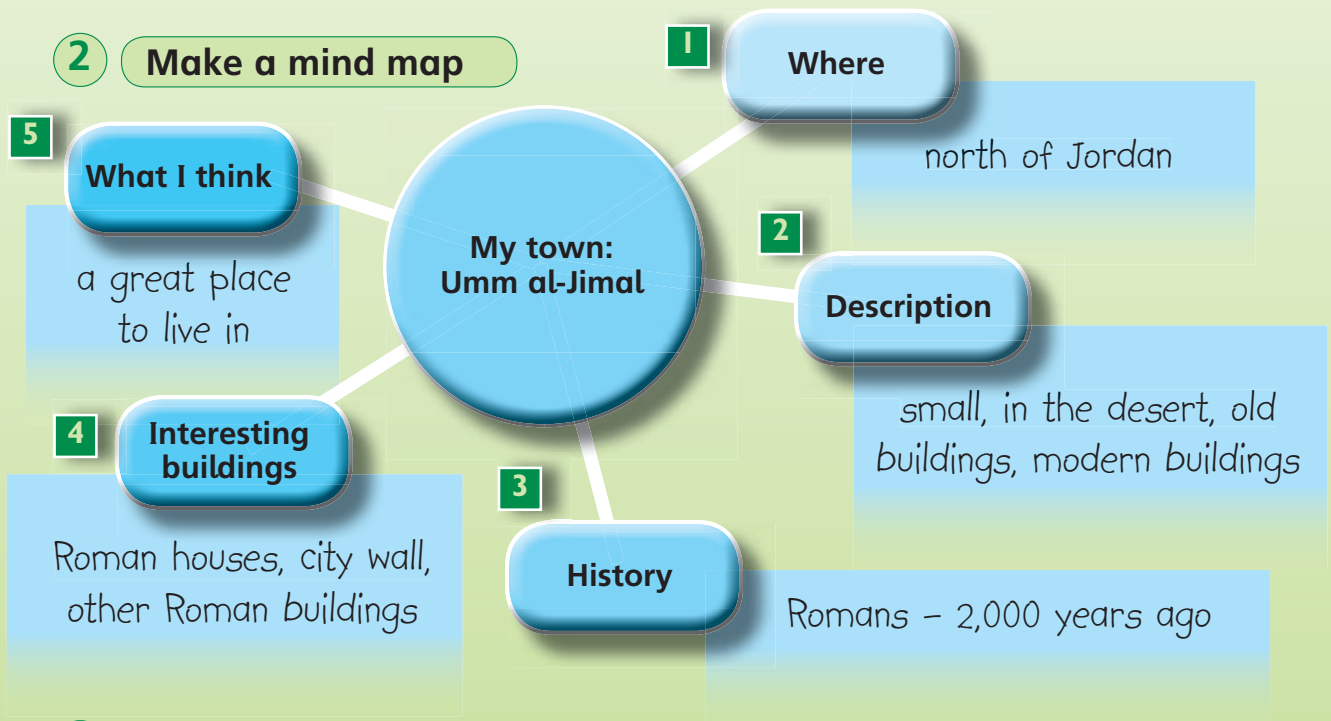 2 Make a mind map
My town:
Umm al-Jimal
1
Where
north of Jordan
2
Description
small, in the desert, old
buildings, modern buildings
3
History
Romans – 2,000 years ago
4
Interesting
buildings
Roman houses, city wall,
other Roman buildings
5
What I think
a great place
to live in